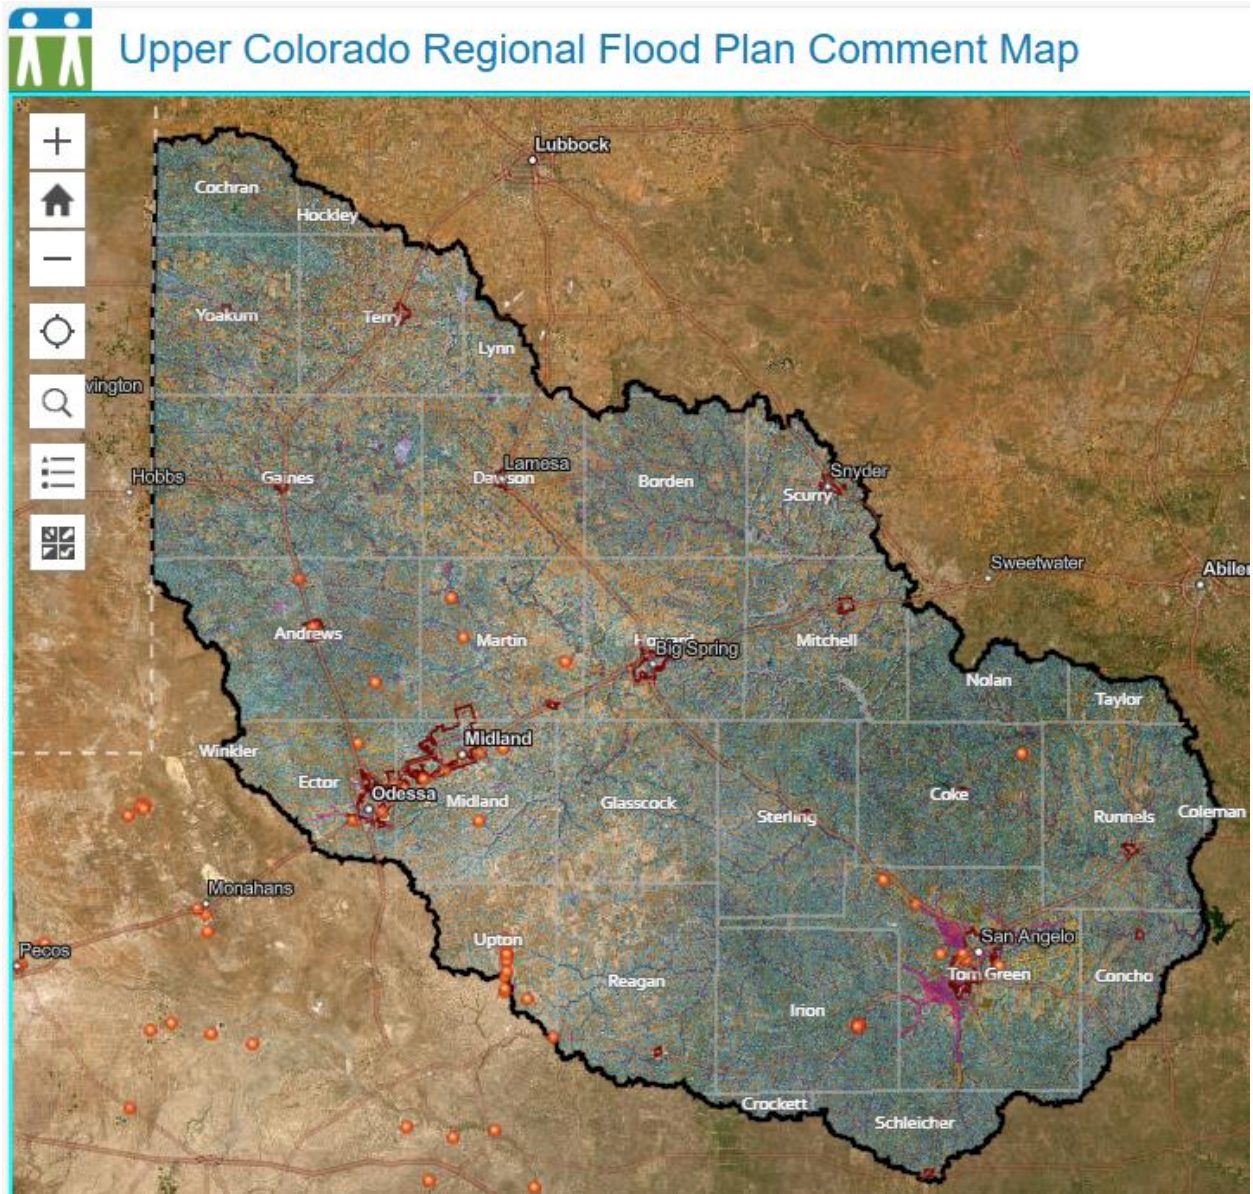 Upper Colorado Regional Flood Plan Comment Map
Lubbock
Cochran
Hockley
Yoakum
Terry
Lynn
vington
Lamesa
Hobbs
Gaines
Dawson
Borden
Snyder
Scurry
Sweetwater
Abiler
Andrews
Martin
Big Spring
Mitchell
Nolan
Taylor
Midland
Winkler
Ector
Odessa
Midland
Glasscock
Sterling
Coke
Runnels
Coleman
Monahans
Pecos
Upton
San Angelo
Reagan
Tom Green
Concho
Irion
Crockett
Schleicher